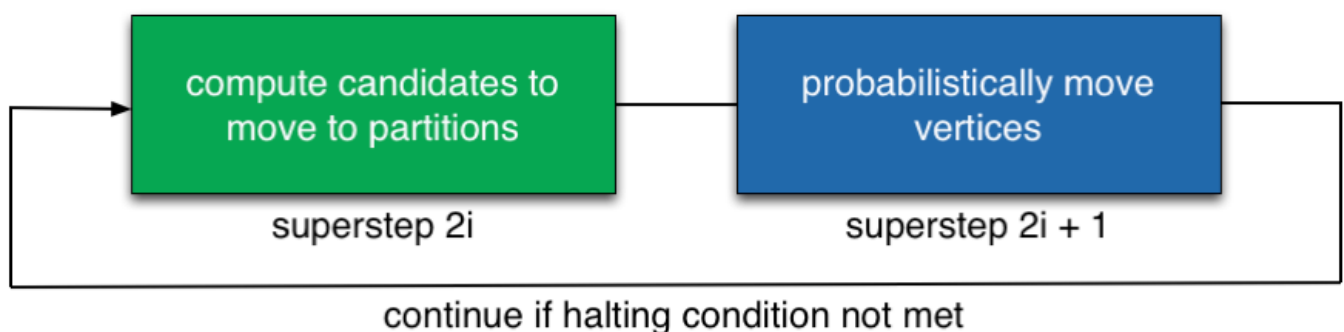 compute candidates to
move to partitions
probabilistically move
vertices
superstep 2i
superstep 2i + 1
continue if halting condition not met